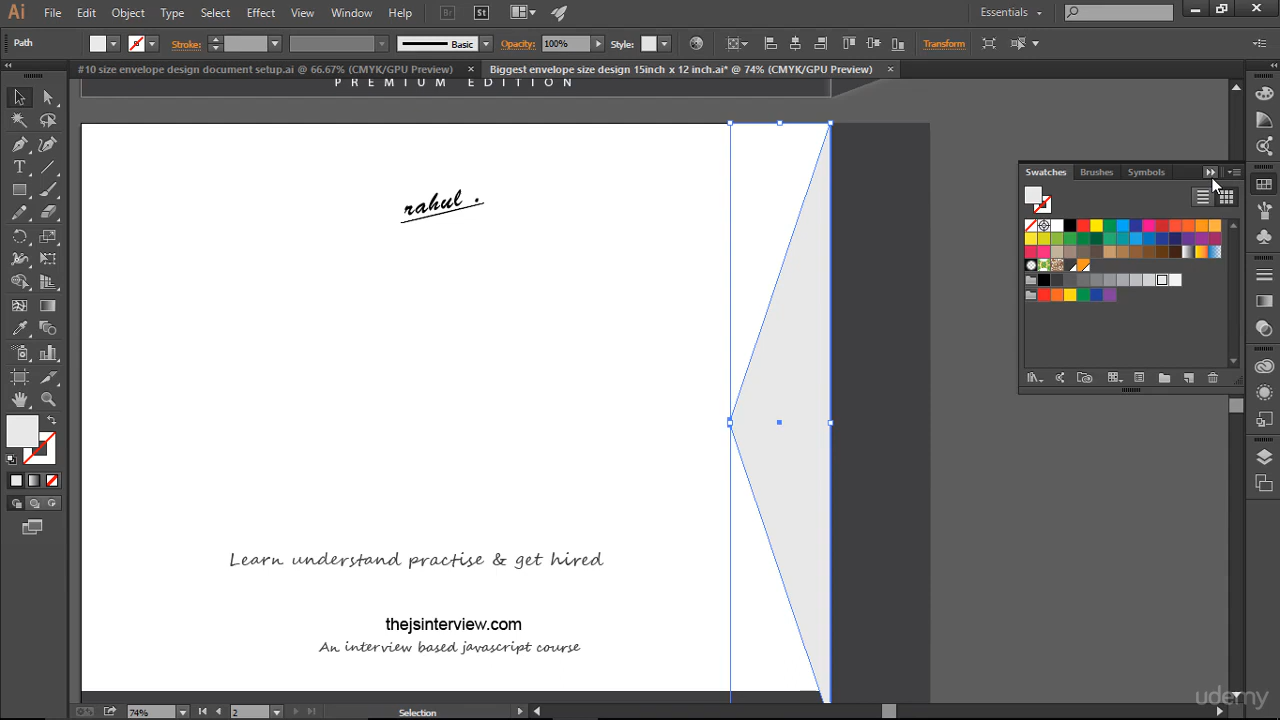 Ai File Edit Object Type Select Effect View Window Help Br St Essentials
Path Stroke: Basic Opacity: 100% Style: Transform
#10 size envelope design document setup.ai @ 66.67% (CMYK/GPU Preview) × Biggest envelope size design 15inch x 12 inch.ai* @ 74% (CMYK/GPU Preview) ×
PREMIUM EDITION
Swatches Brushes Symbols
rahul .
Learn understand practise & get hired
thejsinterview.com
An interview based javascript course
74% 2 Selection
udemy